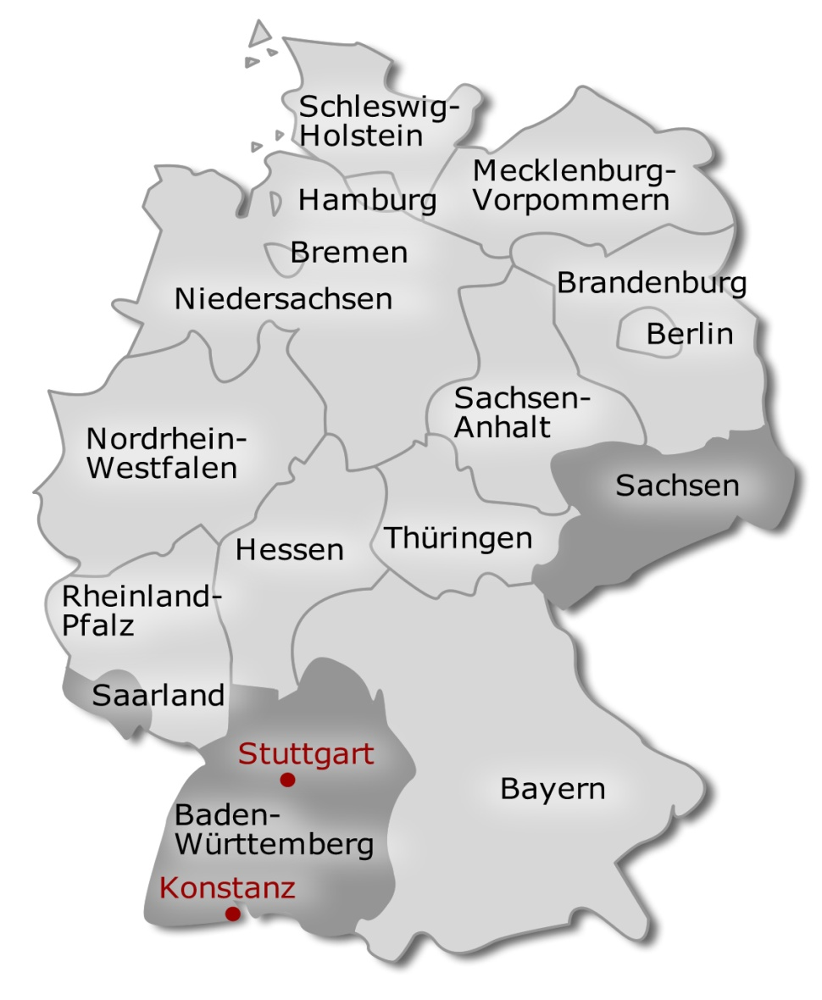 Schleswig-
Holstein
Mecklenburg-
Vorpommern
Hamburg
Bremen
Niedersachsen
Brandenburg
Berlin
Sachsen-
Anhalt
Nordrhein-
Westfalen
Sachsen
Hessen
Thüringen
Rheinland-
Pfalz
Saarland
Stuttgart
Bayern
Baden-
Württemberg
Konstanz